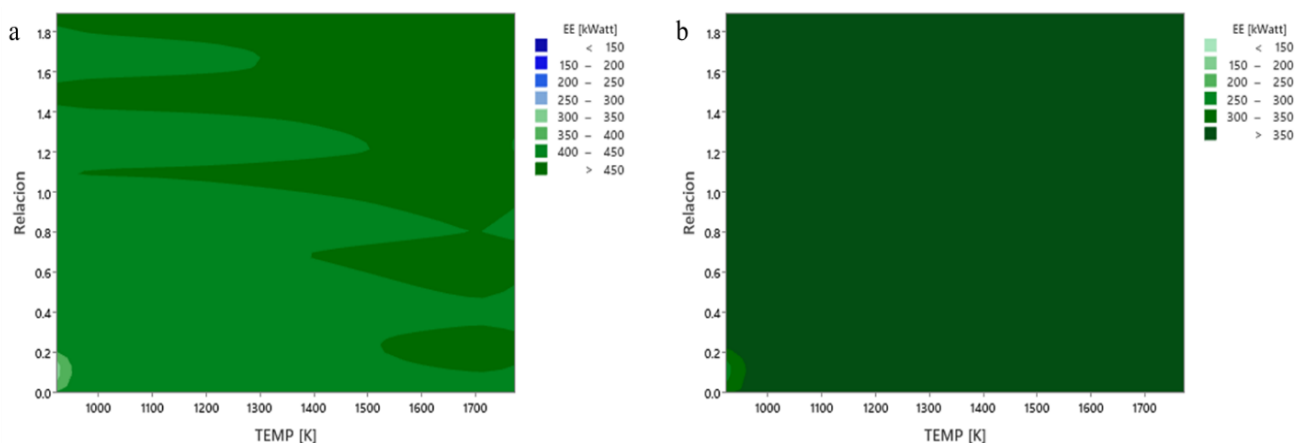 a
EE [kWatt]
< 150
150 – 200
200 – 250
250 – 300
300 – 350
350 – 400
400 – 450
> 450
Relacion
1.8
1.6
1.4
1.2
1.0
0.8
0.6
0.4
0.2
0.0
1000 1100 1200 1300 1400 1500 1600 1700
TEMP [K]
b
EE [kWatt]
< 150
150 – 200
200 – 250
250 – 300
300 – 350
> 350
Relacion
1.8
1.6
1.4
1.2
1.0
0.8
0.6
0.4
0.2
0.0
1000 1100 1200 1300 1400 1500 1600 1700
TEMP [K]